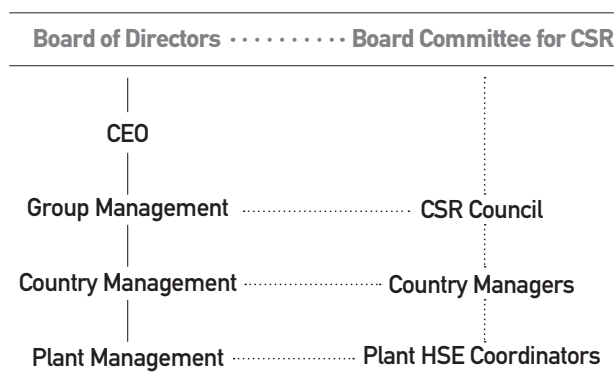 Board of Directors ·········· Board Committee for CSR
CEO
Group Management CSR Council
Country Management Country Managers
Plant Management Plant HSE Coordinators